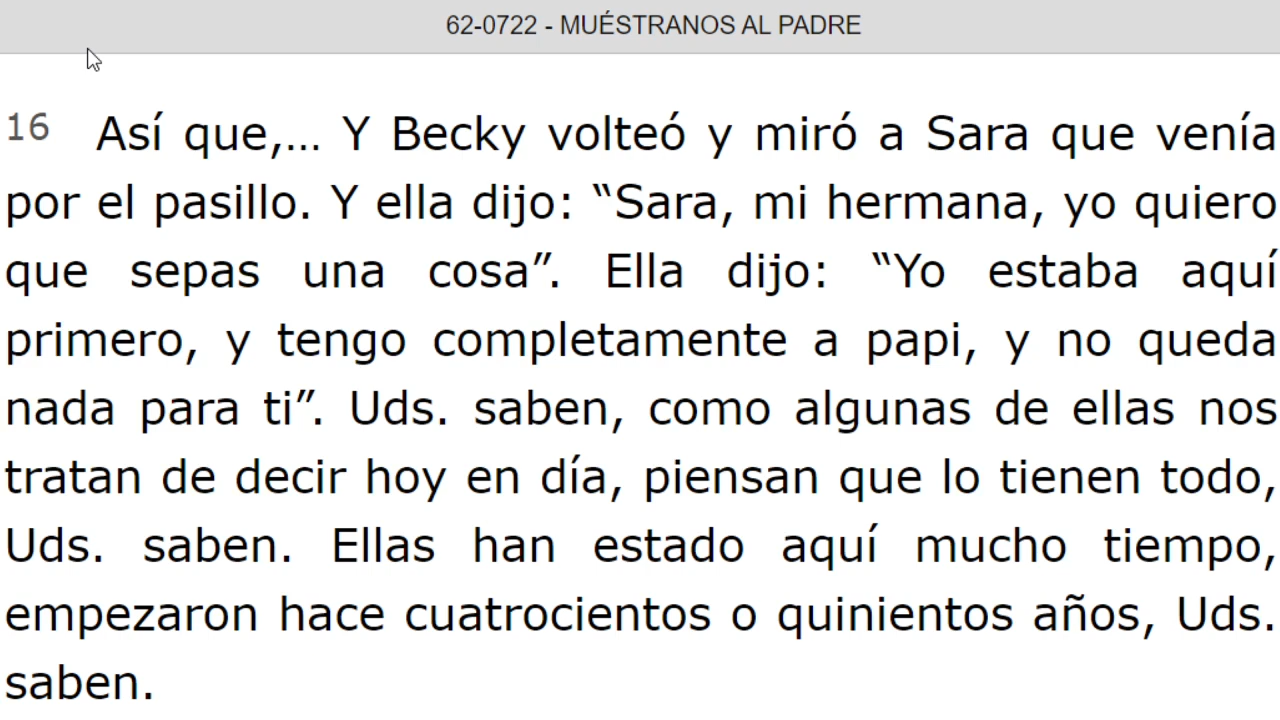 62-0722 - MUÉSTRANOS AL PADRE
16 Así que,... Y Becky volteó y miró a Sara que venía
por el pasillo. Y ella dijo: “Sara, mi hermana, yo quiero
que sepas una cosa”. Ella dijo: “Yo estaba aquí
primero, y tengo completamente a papi, y no queda
nada para ti”. Uds. saben, como algunas de ellas nos
tratan de decir hoy en día, piensan que lo tienen todo,
Uds. saben. Ellas han estado aquí mucho tiempo,
empezaron hace cuatrocientos o quinientos años, Uds.
saben.